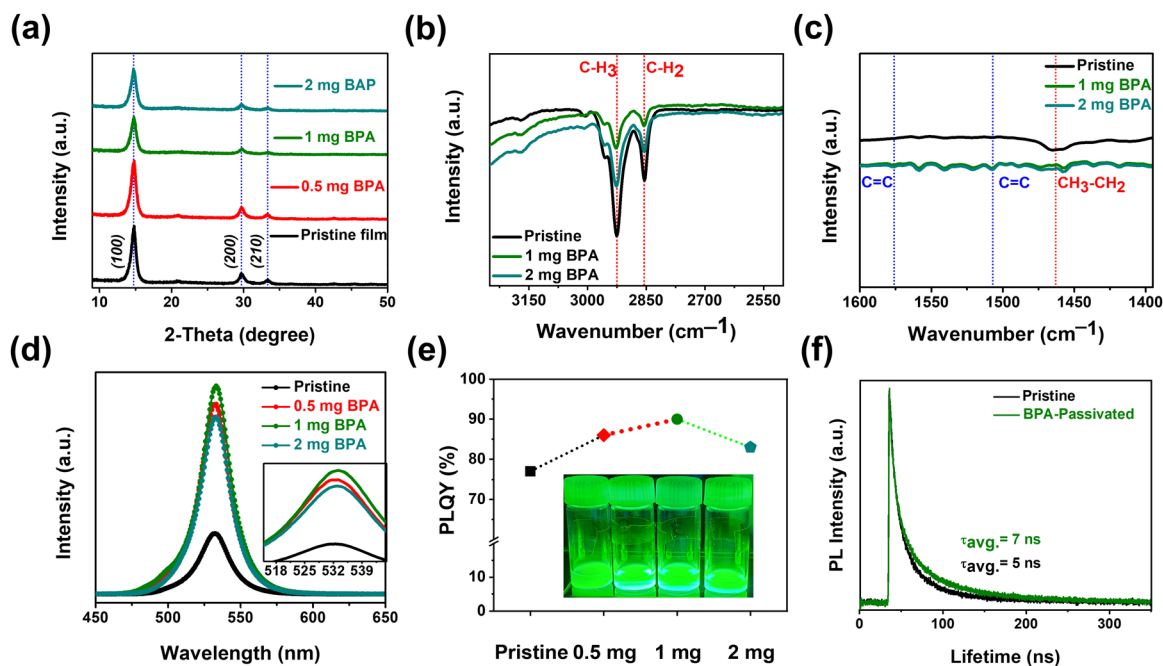 (a)
2 mg BAP
1 mg BPA
0.5 mg BPA
Pristine film
(100)
(200)
(210)
10 20 30 40 50
2-Theta (degree)
Intensity (a.u.)
(b)
C-H3
C-H2
Pristine
1 mg BPA
2 mg BPA
3150 3000 2850 2700 2550
Wavenumber (cm–1)
Intensity (a.u.)
(c)
Pristine
1 mg BPA
2 mg BPA
C=C
C=C
CH3-CH2
1600 1550 1500 1450 1400
Wavenumber (cm–1)
Intensity (a.u.)
(d)
Pristine
0.5 mg BPA
1 mg BPA
2 mg BPA
518 525 532 539
450 500 550 600 650
Wavelength (nm)
Intensity (a.u.)
(e)
100
90
80
70
10
0
PLQY (%)
Pristine 0.5 mg 1 mg 2 mg
(f)
Pristine
BPA-Passivated
τavg.= 7 ns
τavg.= 5 ns
0 100 200 300
Lifetime (ns)
PL Intensity (a.u.)